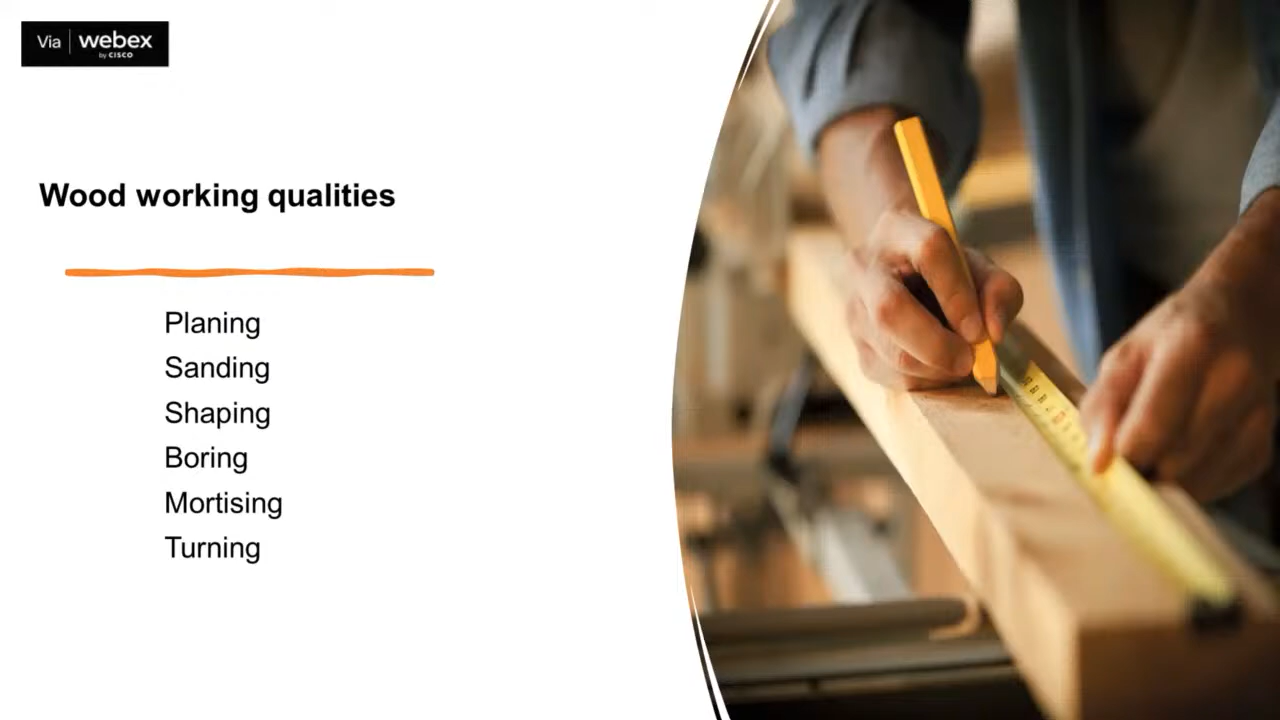 Via webex
by CISCO
Wood working qualities
Planing
Sanding
Shaping
Boring
Mortising
Turning